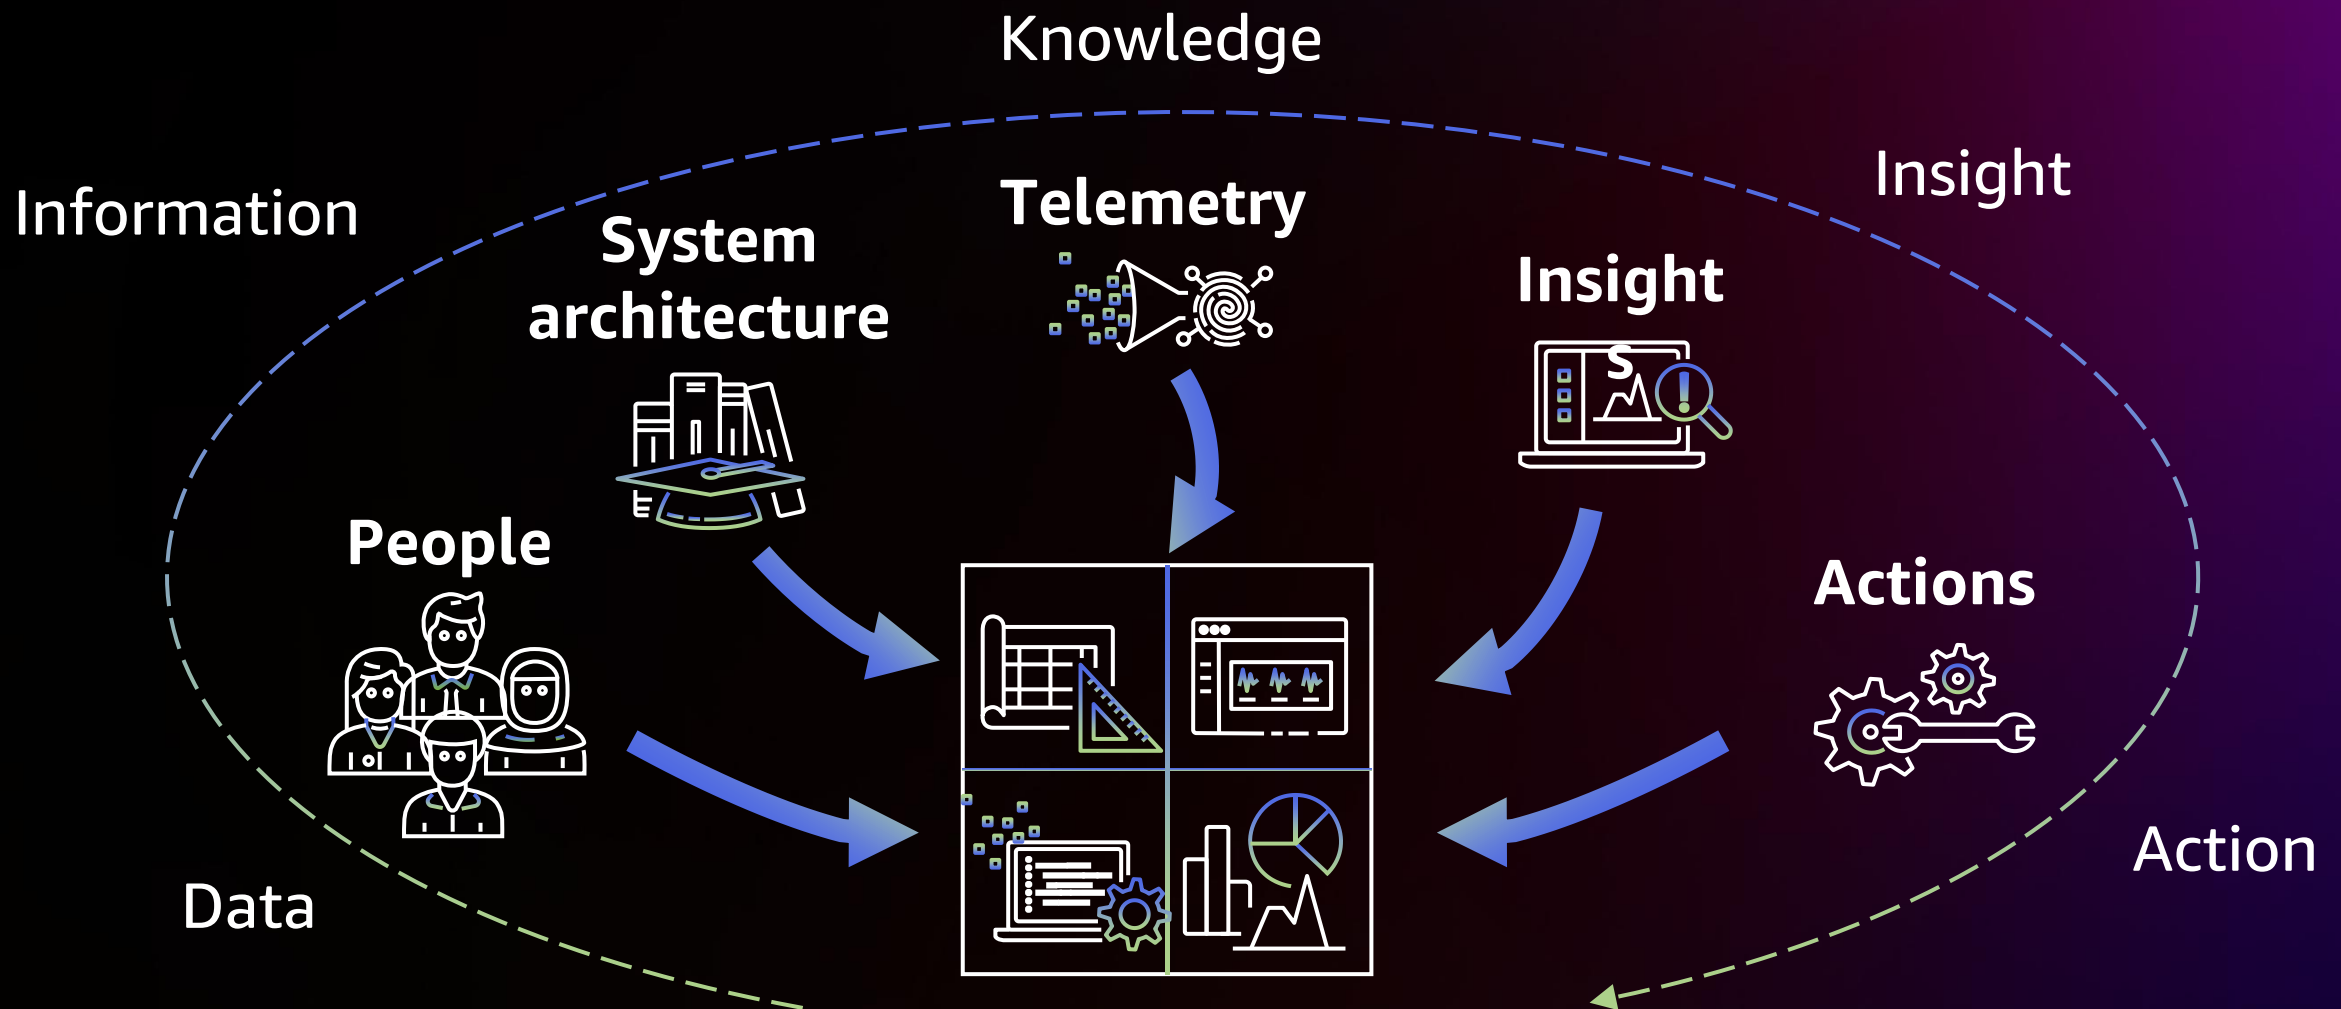 Knowledge
Information
Insight
System
architecture
Telemetry
Insight
s
People
Actions
Data
Action